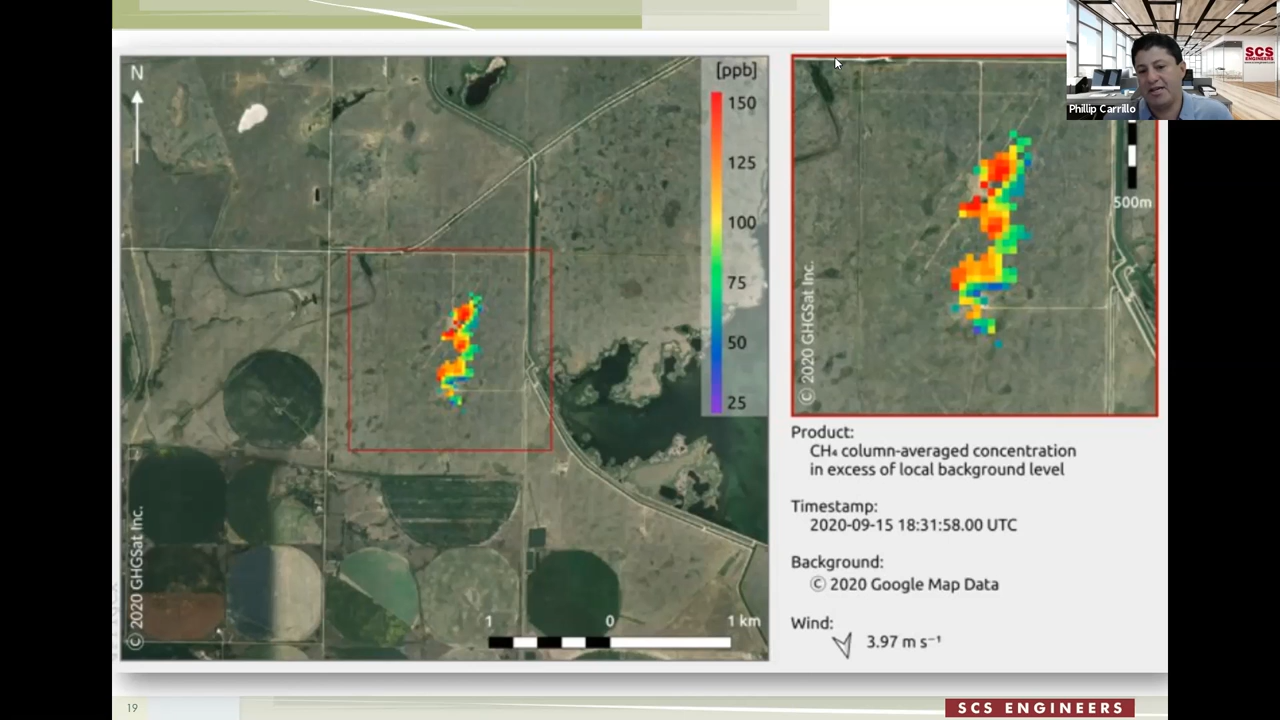 N
[ppb]
150
125
100
75
50
25
1 0 1 km
© 2020 GHGSat Inc.
500m
© 2020 GHGSat Inc.
SCS
ENGINEERS
Phillip Carrillo
Product:
CH₄ column-averaged concentration
in excess of local background level
Timestamp:
2020-09-15 18:31:58.00 UTC
Background:
© 2020 Google Map Data
Wind:
3.97 m s⁻¹
19
SCS ENGINEERS